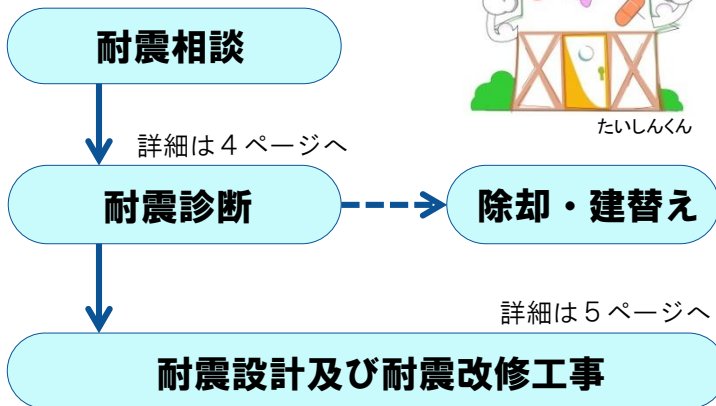 耐震相談
たいしんくん
詳細は4ページへ
耐震診断
除却・建替え
詳細は5ページへ
耐震設計及び耐震改修工事